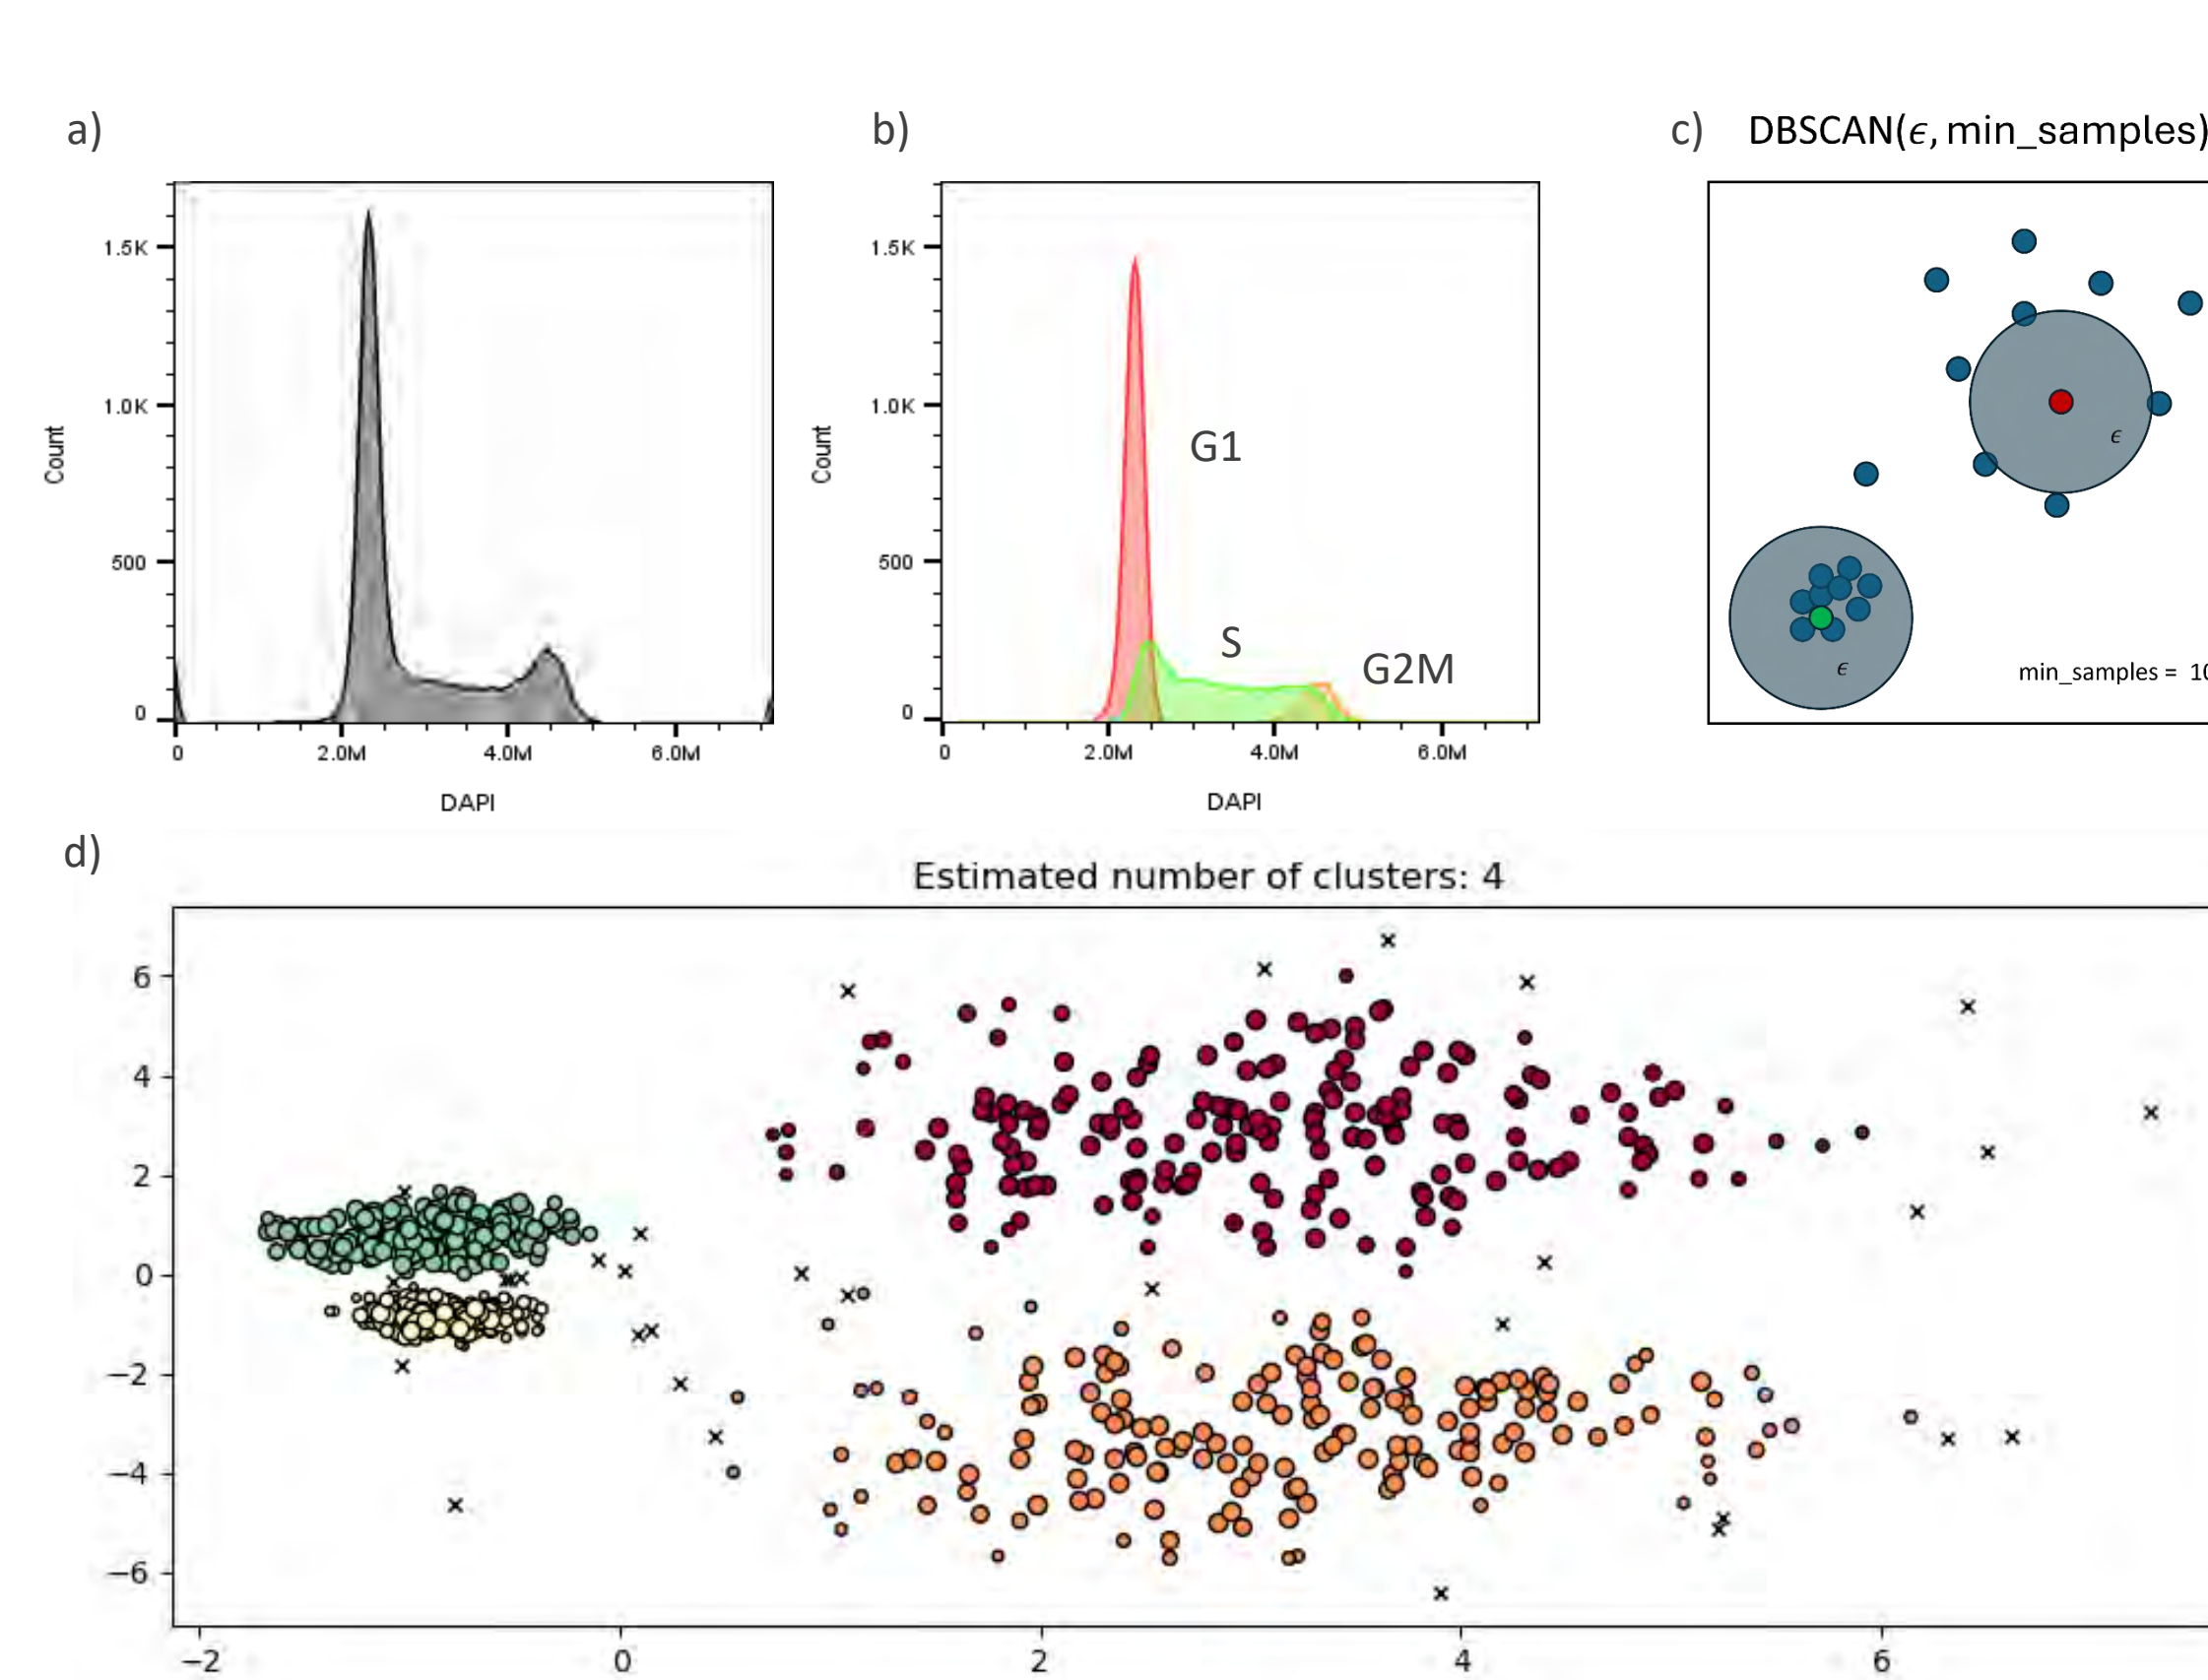 a)
1.5K
1.0K
500
0
Count
0 2.0M 4.0M 6.0M
DAPI
b)
1.5K
1.0K
500
0
Count
G1
S
G2M
0 2.0M 4.0M 6.0M
DAPI
c) DBSCAN(ϵ, min_samples)
ϵ
ϵ
min_samples = 10
d)
Estimated number of clusters: 4
6
4
2
0
−2
−4
−6
−2 0 2 4 6